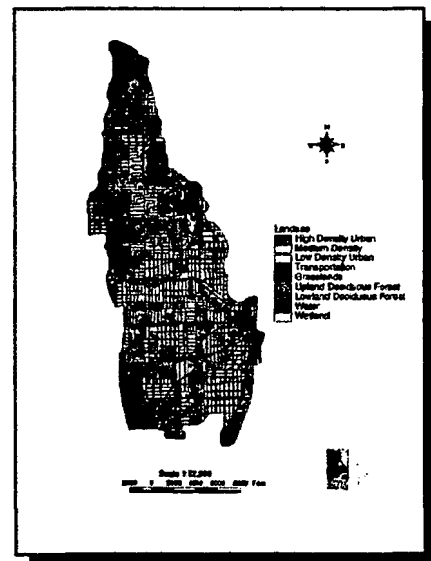 N
Landuse
High Density Urban
Medium Density
Low Density Urban
Transportation
Grasslands
Upland Deciduous Forest
Lowland Deciduous Forest
Water
Wetland
Scale
0
Feet